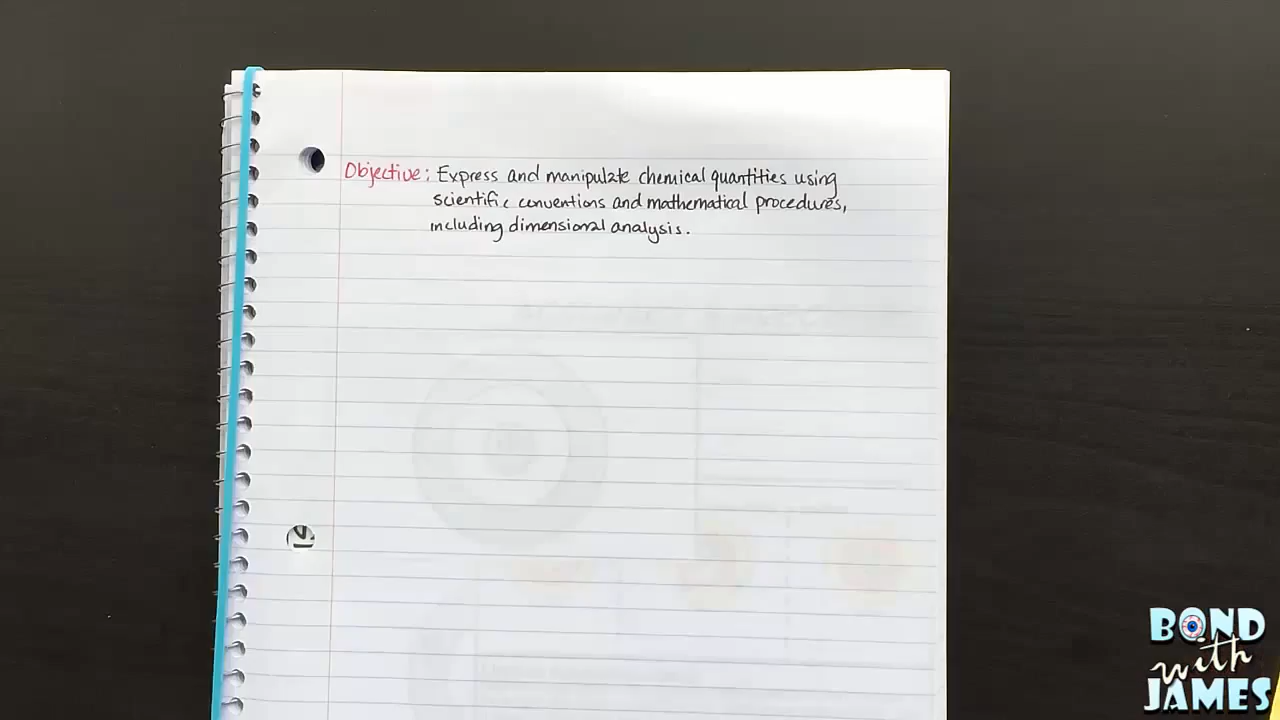 Objective: Express and manipulate chemical quantities using
scientific conventions and mathematical procedures,
including dimensional analysis.
BOND
with
JAMES